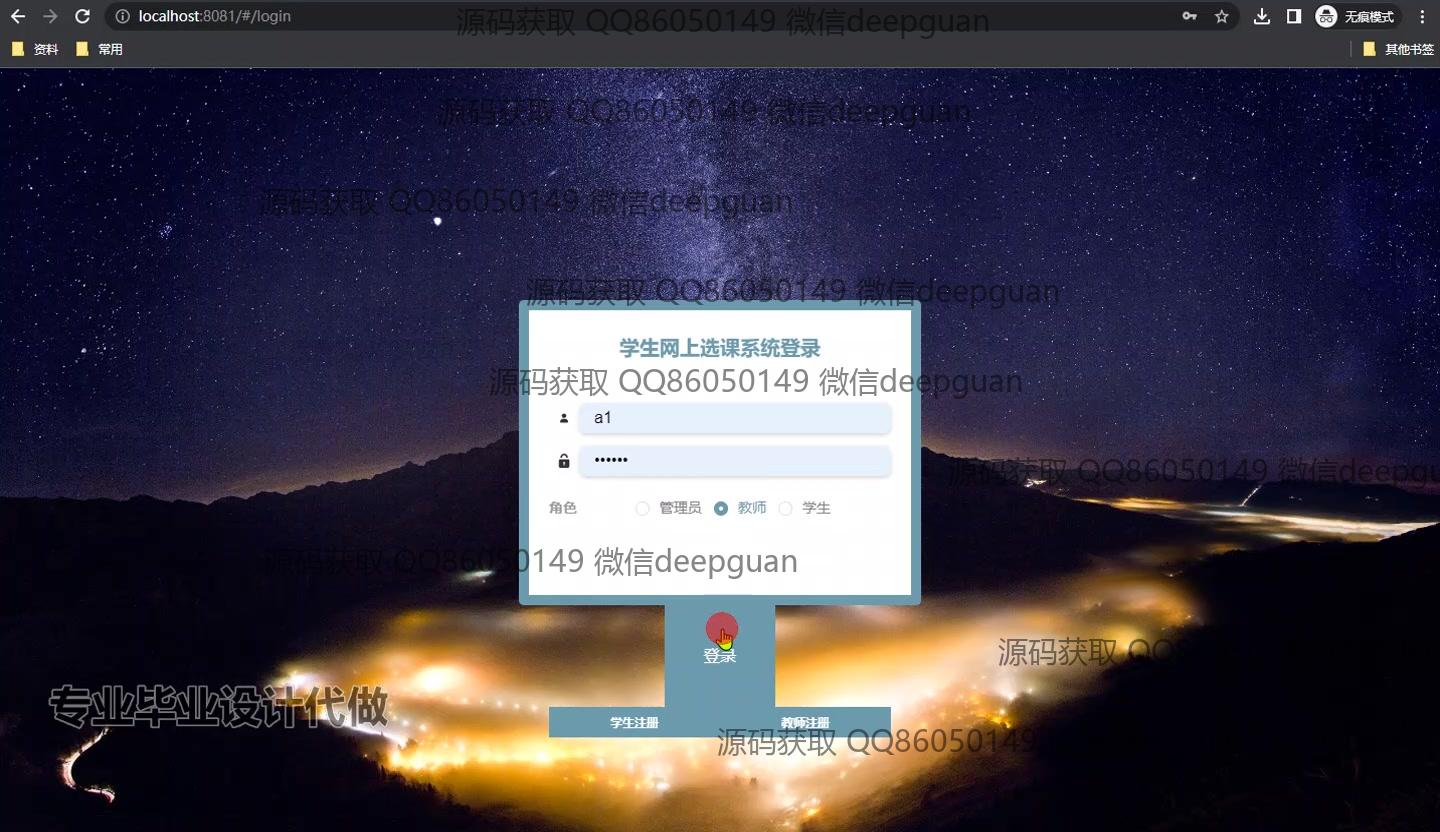 localhost:8081/#/login
无痕模式
资料
常用
其他书签
源码获取 QQ86050149 微信deepguan
源码获取 QQ86050149 微信deepguan
源码获取 QQ86050149 微信deepguan
源码获取 QQ86050149 微信deepguan
学生网上选课系统登录
源码获取 QQ86050149 微信deepguan
a1
••••••
源码获取 QQ86050149 微信deepgu
角色 管理员 教师 学生
源码获取 QQ86050149 微信deepguan
登录
源码获取 QQ8
专业毕业设计代做
学生注册 教师注册
源码获取 QQ86050149